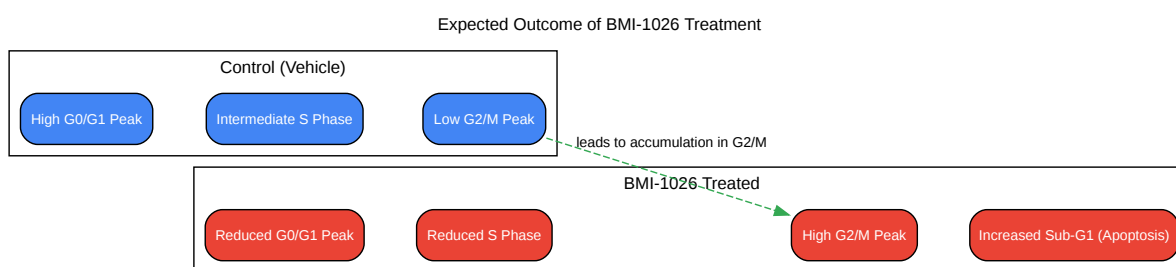 Expected Outcome of BMI-1026 Treatment
Control (Vehicle)
High G0/G1 Peak
Intermediate S Phase
Low G2/M Peak
leads to accumulation in G2/M
BMI-1026 Treated
Reduced G0/G1 Peak
Reduced S Phase
High G2/M Peak
Increased Sub-G1 (Apoptosis)